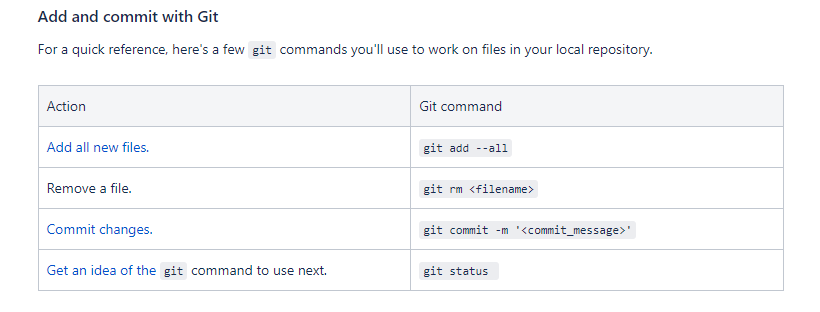 Add and commit with Git
For a quick reference, here's a few git commands you'll use to work on files in your local repository.
Action Git command
Add all new files. git add --all
Remove a file. git rm <filename>
Commit changes. git commit -m '<commit_message>'
Get an idea of the git command to use next. git status